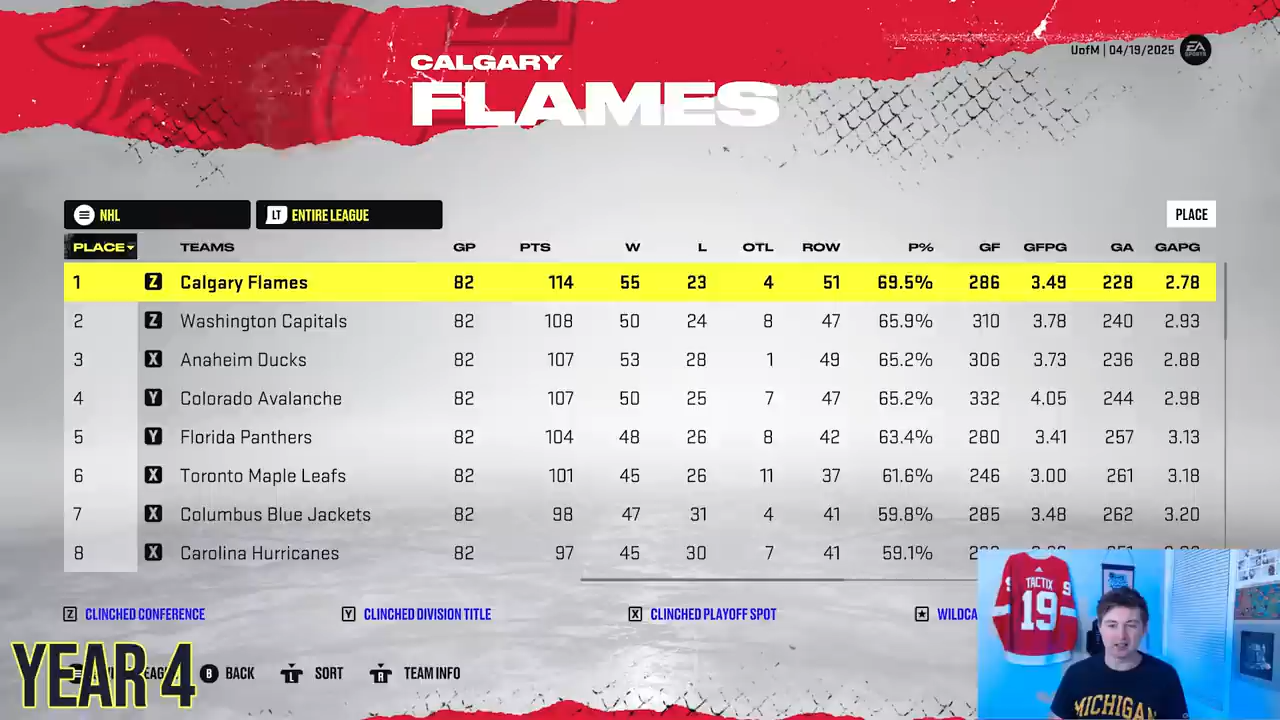 CALGARY
FLAMES
UofM | 04/19/2025
EA SPORTS
NHL
LT ENTIRE LEAGUE
PLACE
PLACE TEAMS GP PTS W L OTL ROW P% GF GFPG GA GAPG
1 Z Calgary Flames 82 114 55 23 4 51 69.5% 286 3.49 228 2.78
2 Z Washington Capitals 82 108 50 24 8 47 65.9% 310 3.78 240 2.93
3 X Anaheim Ducks 82 107 53 28 1 49 65.2% 306 3.73 236 2.88
4 Y Colorado Avalanche 82 107 50 25 7 47 65.2% 332 4.05 244 2.98
5 Y Florida Panthers 82 104 48 26 8 42 63.4% 280 3.41 257 3.13
6 X Toronto Maple Leafs 82 101 45 26 11 37 61.6% 246 3.00 261 3.18
7 X Columbus Blue Jackets 82 98 47 31 4 41 59.8% 285 3.48 262 3.20
8 X Carolina Hurricanes 82 97 45 30 7 41 59.1%
Z CLINCHED CONFERENCE Y CLINCHED DIVISION TITLE X CLINCHED PLAYOFF SPOT WILDCA
YEAR 4
B BACK L SORT R TEAM INFO
TACTIX
19
MICHIGAN